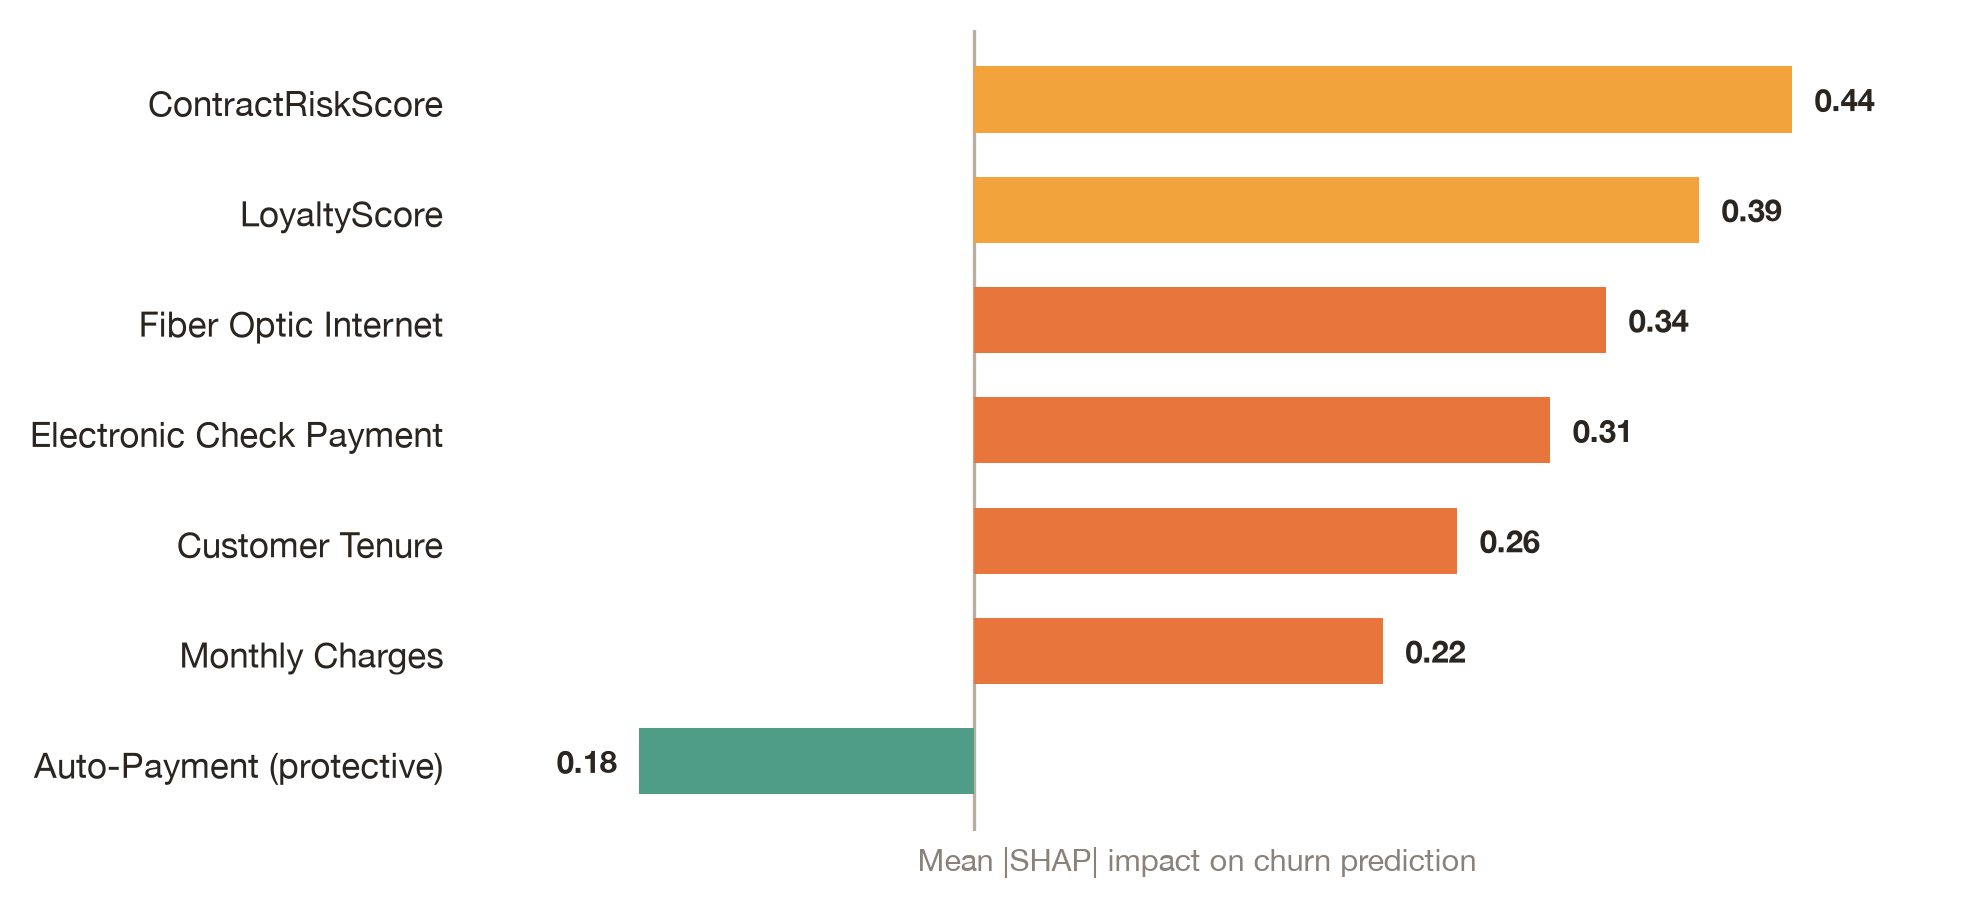 ContractRiskScore 0.44
LoyaltyScore 0.39
Fiber Optic Internet 0.34
Electronic Check Payment 0.31
Customer Tenure 0.26
Monthly Charges 0.22
Auto-Payment (protective) 0.18
Mean |SHAP| impact on churn prediction